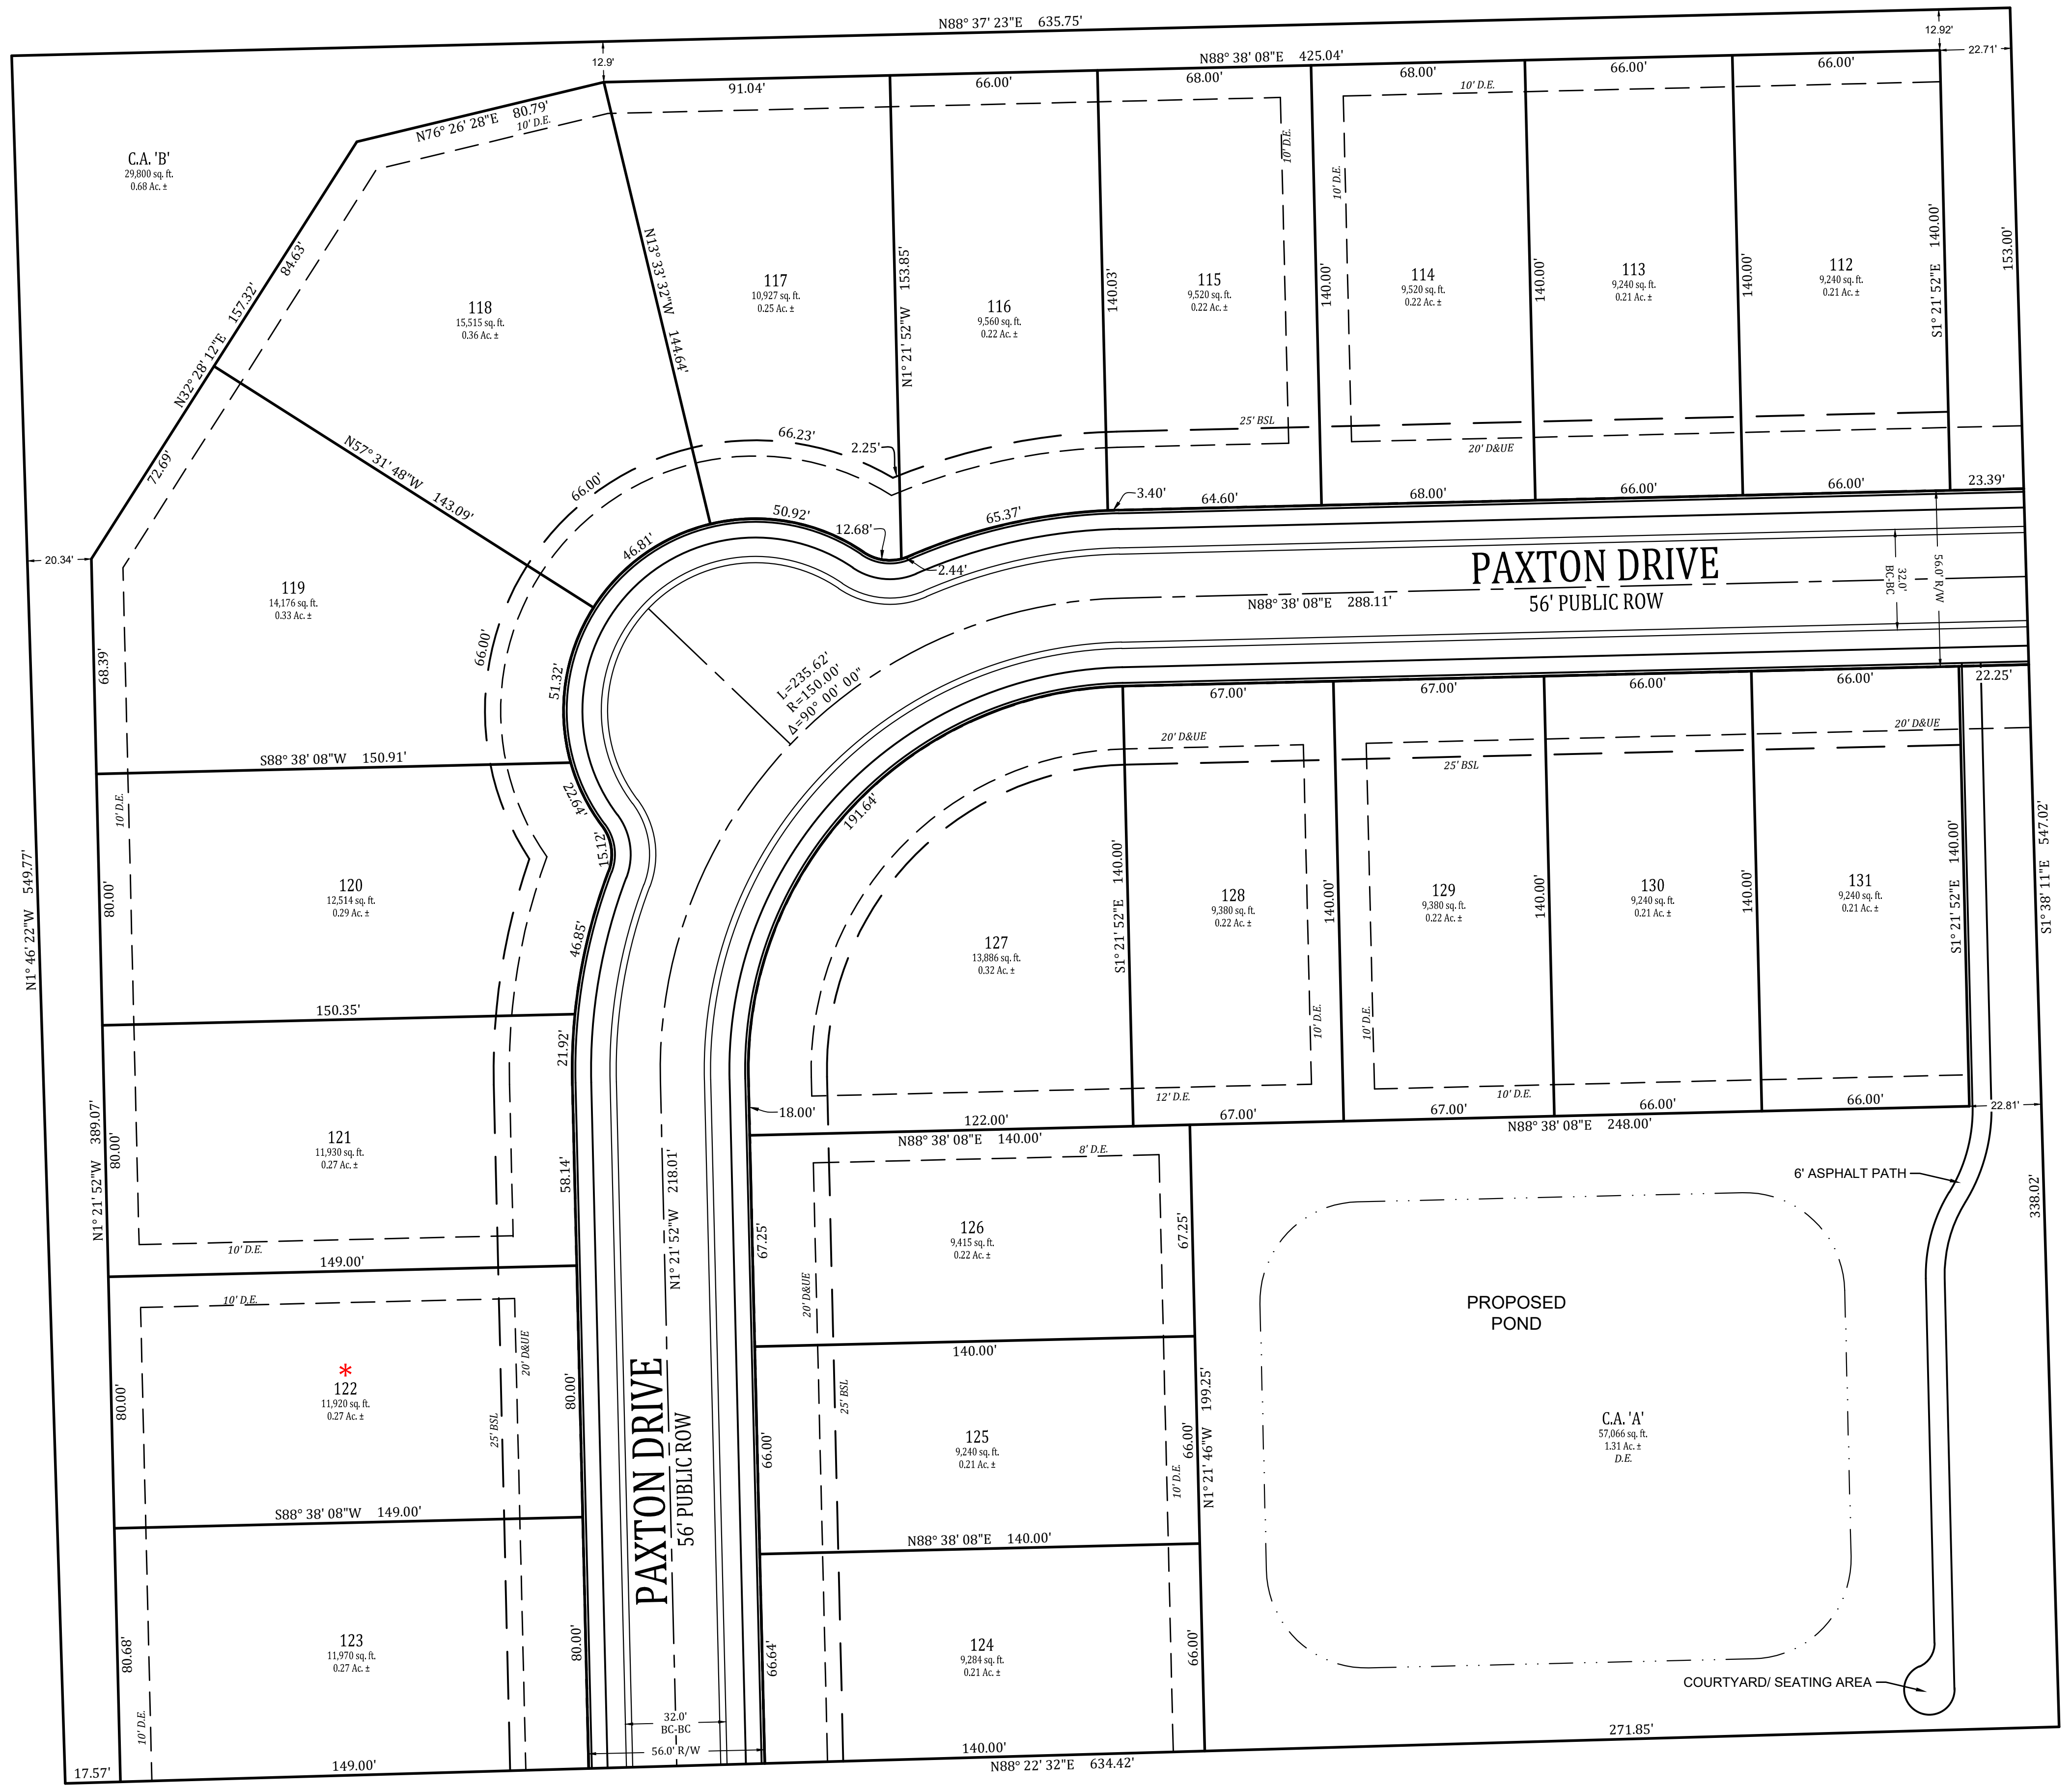 N88° 37' 23"E 635.75'
12.9'
12.92'
22.71'
N88° 38' 08"E 425.04'
91.04'
66.00'
68.00'
68.00'
66.00'
66.00'
N76° 26' 28"E 80.79'
10' D.E.
10' D.E.
10' D.E.
10' D.E.
C.A. 'B'
29,800 sq. ft.
0.68 Ac. ±
84.63'
N32° 28' 12"E 157.32'
72.69'
118
15,515 sq. ft.
0.36 Ac. ±
N13° 33' 32"W 144.64'
117
10,927 sq. ft.
0.25 Ac. ±
N1° 21' 52"W 153.85'
116
9,560 sq. ft.
0.22 Ac. ±
140.03'
115
9,520 sq. ft.
0.22 Ac. ±
140.00'
114
9,520 sq. ft.
0.22 Ac. ±
140.00'
113
9,240 sq. ft.
0.21 Ac. ±
140.00'
112
9,240 sq. ft.
0.21 Ac. ±
S1° 21' 52"E 140.00'
153.00'
N57° 31' 48"W 143.09'
66.00'
66.23'
2.25'
25' BSL
20' D&UE
46.81'
50.92'
12.68'
2.44'
65.37'
3.40'
64.60'
68.00'
66.00'
66.00'
23.39'
20.34'
119
14,176 sq. ft.
0.33 Ac. ±
68.39'
66.00'
51.32'
PAXTON DRIVE
56' PUBLIC ROW
N88° 38' 08"E 288.11'
32.0'
BC-BC
56.0' R/W
L=235.62'
R=150.00'
Δ=90° 00' 00"
S88° 38' 08"W 150.91'
67.00'
67.00'
66.00'
66.00'
22.25'
20' D&UE
25' BSL
20' D&UE
10' D.E.
22.64'
15.12'
191.64'
120
12,514 sq. ft.
0.29 Ac. ±
80.00'
46.85'
N1° 46' 22"W 549.77'
127
13,886 sq. ft.
0.32 Ac. ±
S1° 21' 52"E 140.00'
128
9,380 sq. ft.
0.22 Ac. ±
140.00'
129
9,380 sq. ft.
0.22 Ac. ±
140.00'
130
9,240 sq. ft.
0.21 Ac. ±
140.00'
131
9,240 sq. ft.
0.21 Ac. ±
S1° 21' 52"E 140.00'
S1° 38' 11"E 547.02'
150.35'
21.92'
10' D.E.
10' D.E.
12' D.E.
10' D.E.
18.00'
122.00'
67.00'
67.00'
66.00'
66.00'
22.81'
N88° 38' 08"E 140.00'
N88° 38' 08"E 248.00'
121
11,930 sq. ft.
0.27 Ac. ±
80.00'
N1° 21' 52"W 389.07'
58.14'
N1° 21' 52"W 218.01'
10' D.E.
149.00'
8' D.E.
126
9,415 sq. ft.
0.22 Ac. ±
67.25'
67.25'
20' D&UE
6' ASPHALT PATH
338.02'
PROPOSED
POND
10' D.E.
20' D&UE
*
122
11,920 sq. ft.
0.27 Ac. ±
80.00'
25' BSL
80.00'
140.00'
25' BSL
N1° 21' 46"W 199.25'
C.A. 'A'
57,066 sq. ft.
1.31 Ac. ±
D.E.
125
9,240 sq. ft.
0.21 Ac. ±
66.00'
66.00'
10' D.E.
PAXTON DRIVE
56' PUBLIC ROW
S88° 38' 08"W 149.00'
N88° 38' 08"E 140.00'
123
11,970 sq. ft.
0.27 Ac. ±
80.68'
80.00'
10' D.E.
124
9,284 sq. ft.
0.21 Ac. ±
66.64'
66.00'
COURTYARD/ SEATING AREA
32.0'
BC-BC
56.0' R/W
17.57'
149.00'
140.00'
271.85'
N88° 22' 32"E 634.42'